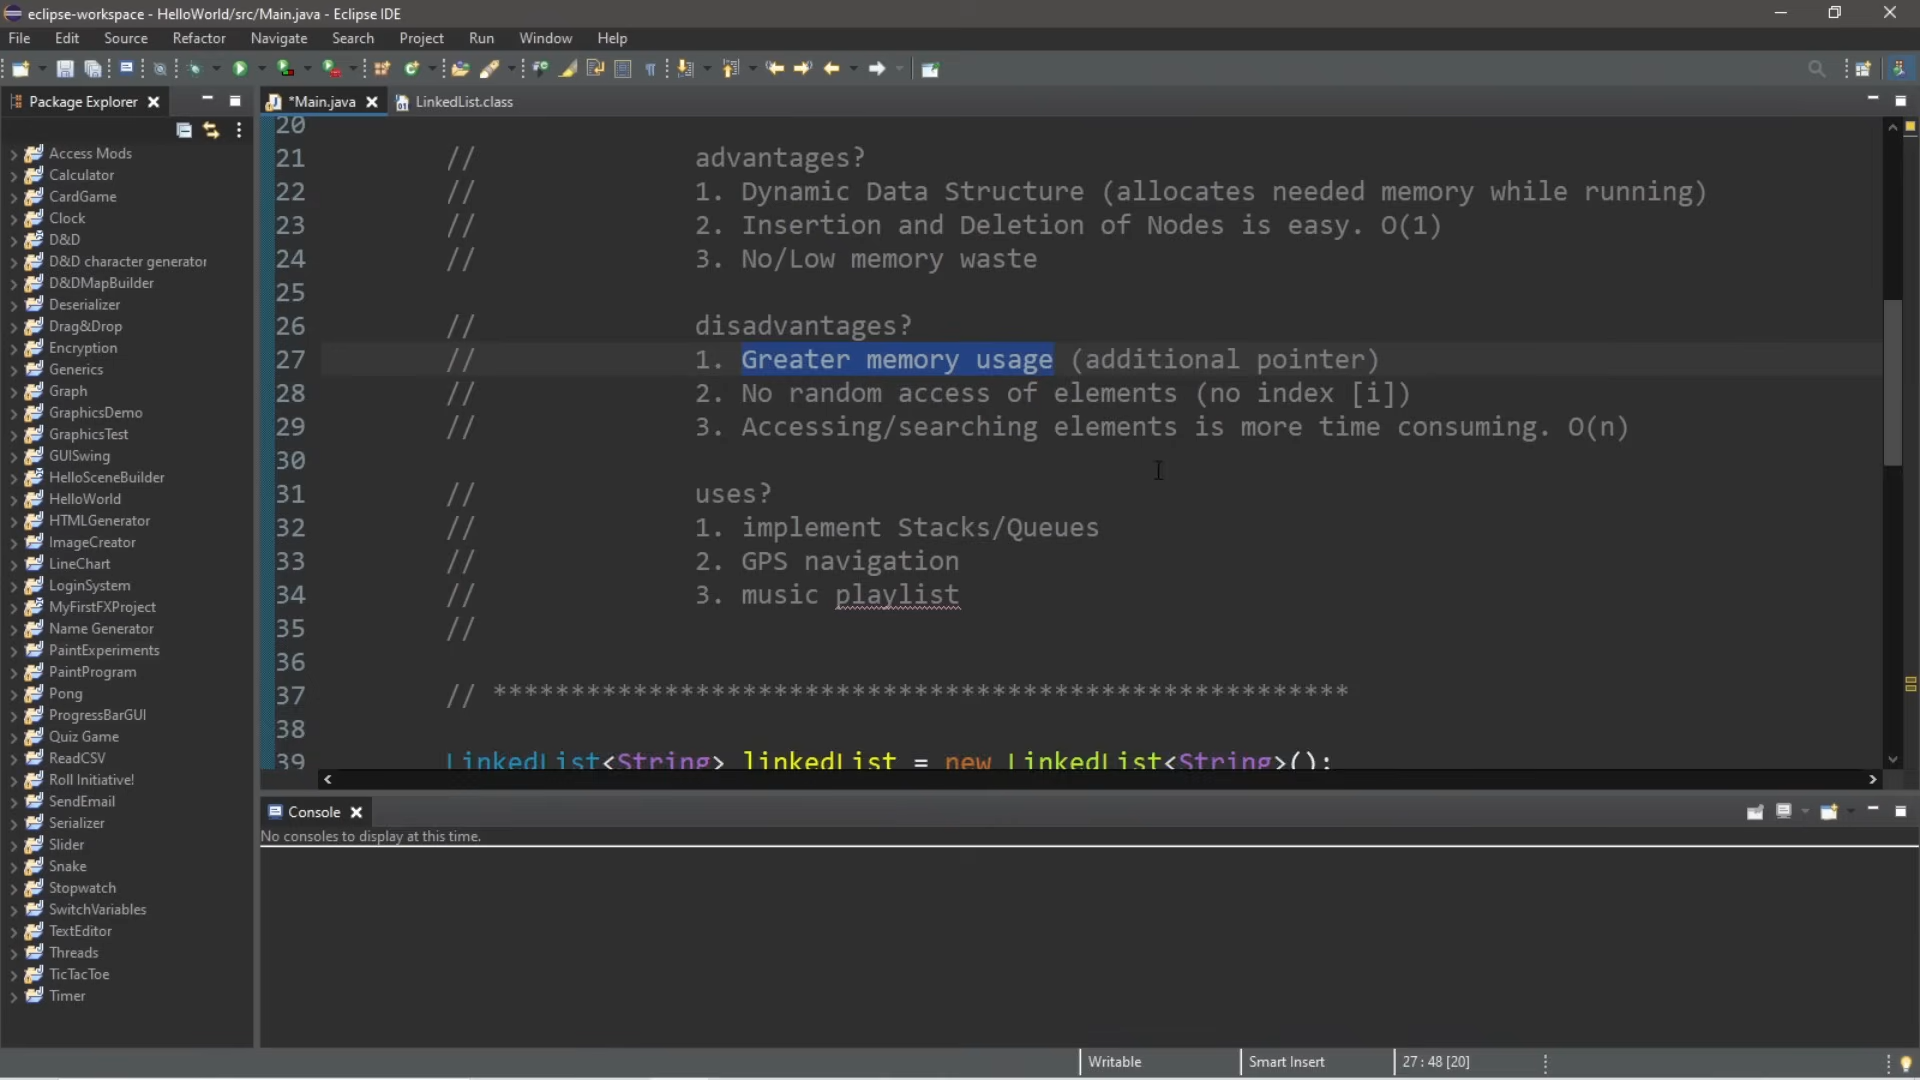 eclipse-workspace - HelloWorld/src/Main.java - Eclipse IDE
File Edit Source Refactor Navigate Search Project Run Window Help
Package Explorer
*Main.java
LinkedList.class
Access Mods
Calculator
CardGame
Clock
D&D
D&D character generator
D&DMapBuilder
Deserializer
Drag&Drop
Encryption
Generics
Graph
GraphicsDemo
GraphicsTest
GUISwing
HelloSceneBuilder
HelloWorld
HTMLGenerator
ImageCreator
LineChart
LoginSystem
MyFirstFXProject
Name Generator
PaintExperiments
PaintProgram
Pong
ProgressBarGUI
Quiz Game
ReadCSV
Roll Initiative!
SendEmail
Serializer
Slider
Snake
Stopwatch
SwitchVariables
TextEditor
Threads
TicTacToe
Timer
20
21 // advantages?
22 // 1. Dynamic Data Structure (allocates needed memory while running)
23 // 2. Insertion and Deletion of Nodes is easy. O(1)
24 // 3. No/Low memory waste
25
26 // disadvantages?
27 // 1. Greater memory usage (additional pointer)
28 // 2. No random access of elements (no index [i])
29 // 3. Accessing/searching elements is more time consuming. O(n)
30
31 // uses?
32 // 1. implement Stacks/Queues
33 // 2. GPS navigation
34 // 3. music playlist
35 //
36
37 // *******************************************************
38
39 LinkedList<String> linkedList = new LinkedList<String>();
Console
No consoles to display at this time.
Writable
Smart Insert
27 : 48 [20]